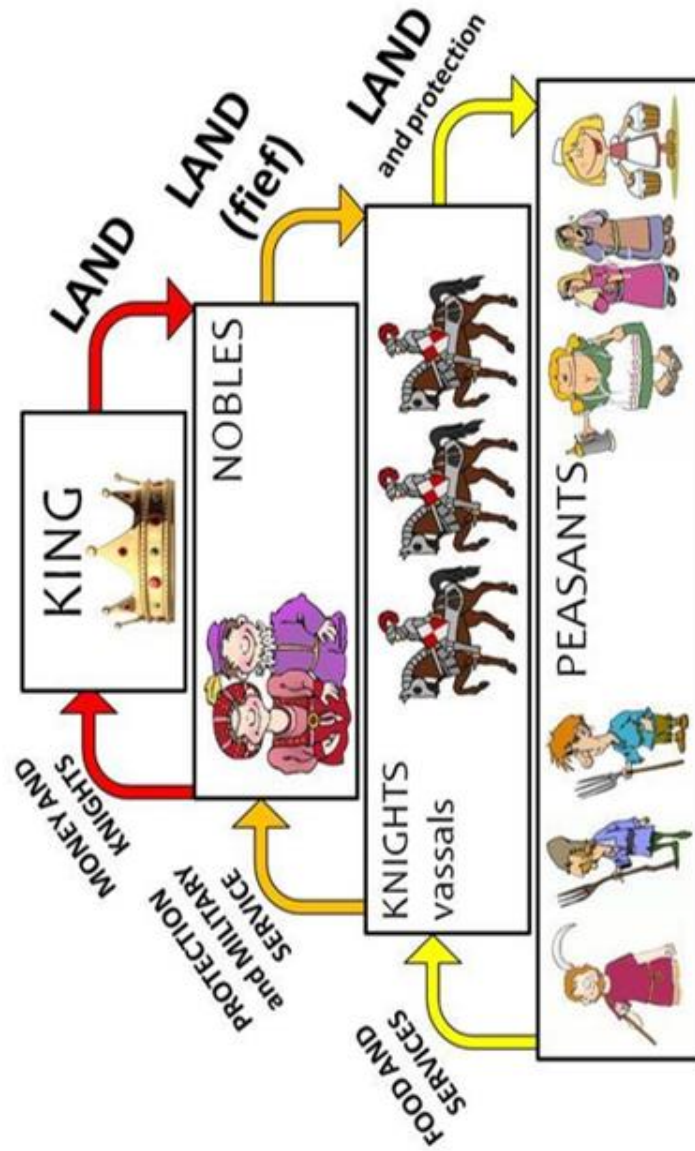 KING
LAND
MONEY AND
KNIGHTS
NOBLES
LAND
(fief)
PROTECTION
and MILITARY
SERVICE
KNIGHTS
vassals
LAND
and protection
FOOD AND
SERVICES
PEASANTS